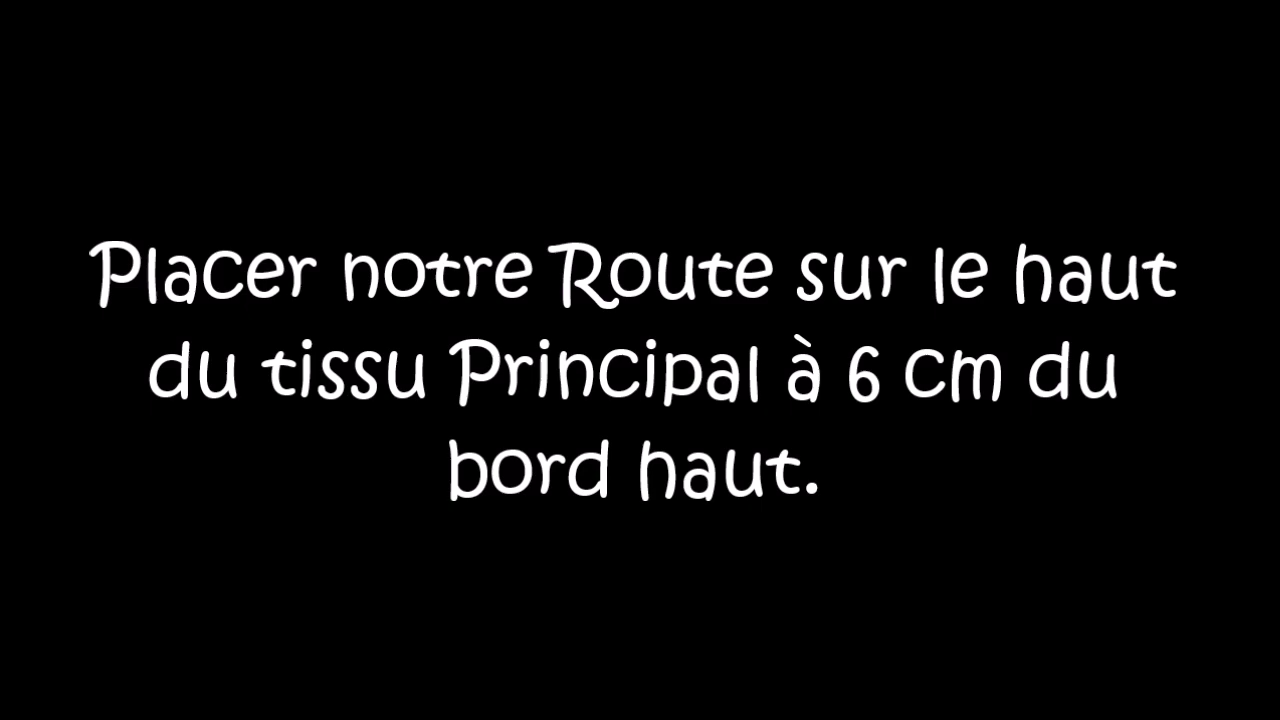 Placer notre Route sur le haut
du tissu Principal à 6 cm du
bord haut.